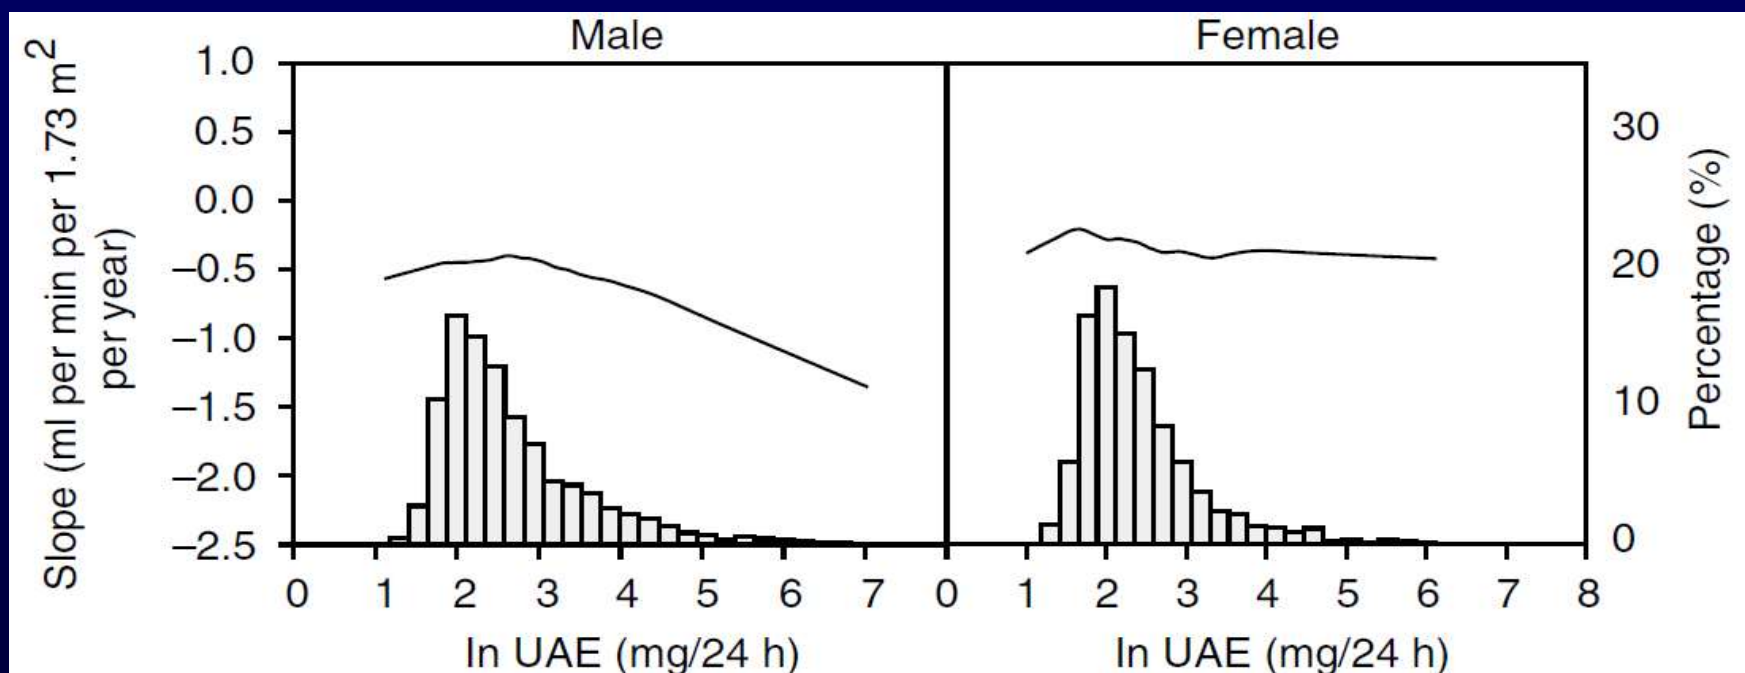 Male
Female
Slope (ml per min per 1.73 m2
per year)
1.0
0.5
0.0
–0.5
–1.0
–1.5
–2.0
–2.5
30
20
10
0
Percentage (%)
0 1 2 3 4 5 6 7 0 1 2 3 4 5 6 7 8
ln UAE (mg/24 h)
ln UAE (mg/24 h)